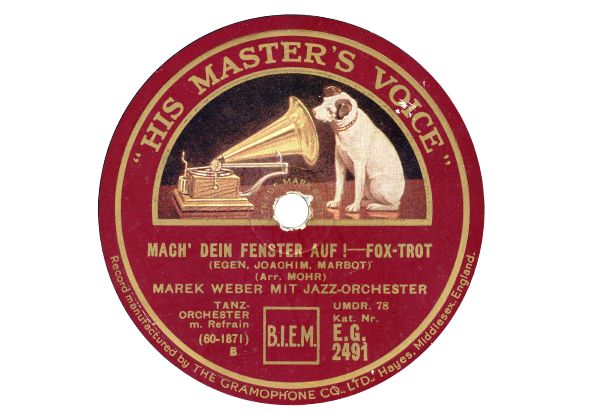 "HIS MASTER'S VOICE"
TRADE MARK
MACH' DEIN FENSTER AUF!—FOX-TROT
(EGEN, JOACHIM, MARBOT)
(Arr. MOHR)
MAREK WEBER MIT JAZZ-ORCHESTER
TANZ-
ORCHESTER
m. Refrain
(60-1871)
B
B.I.E.M.
UMDR. 78
Kat. Nr.
E.G.
2491
Record manufactured by THE GRAMOPHONE CO., LTD., Hayes, Middlesex, England.